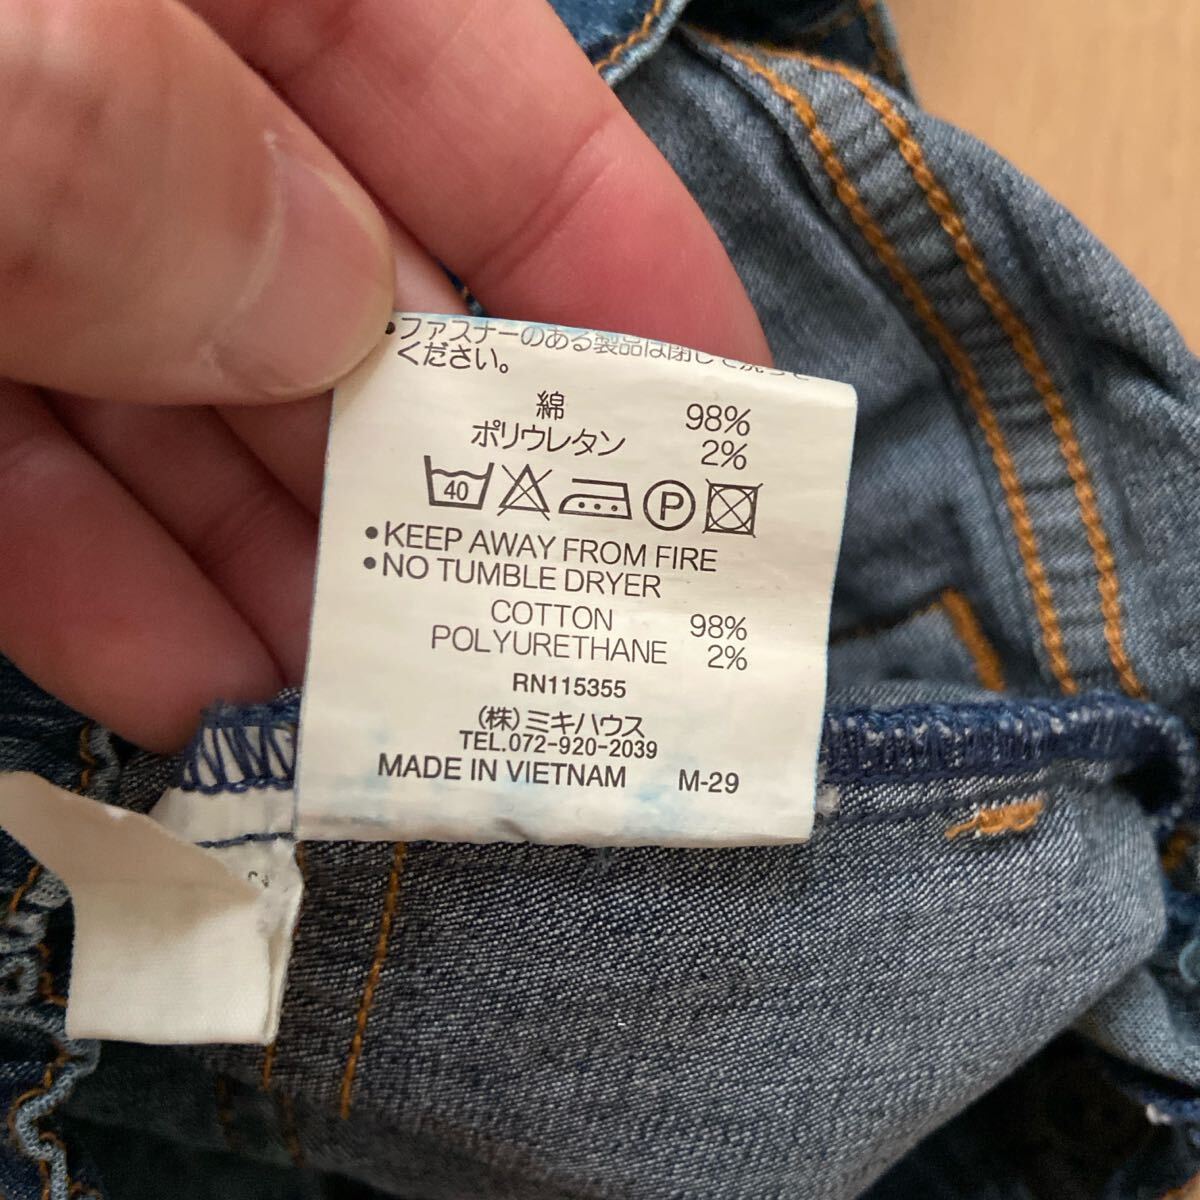 •ファスナーのある製品は閉じて洗って
ください。
綿 98%
ポリウレタン 2%
40 P
•KEEP AWAY FROM FIRE
•NO TUMBLE DRYER
COTTON 98%
POLYURETHANE 2%
RN115355
(株)ミキハウス
TEL.072-920-2039
MADE IN VIETNAM M-29